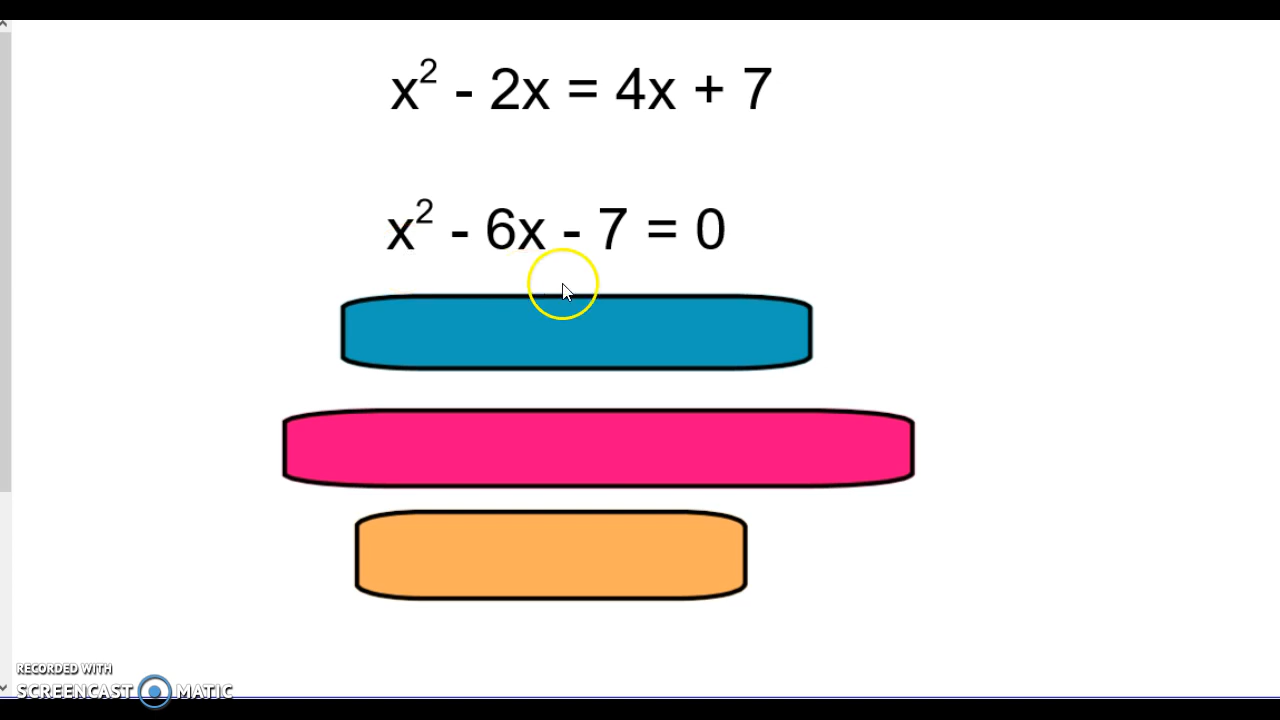 x² - 2x = 4x + 7
x² - 6x - 7 = 0
RECORDED WITH
SCREENCAST MATIC